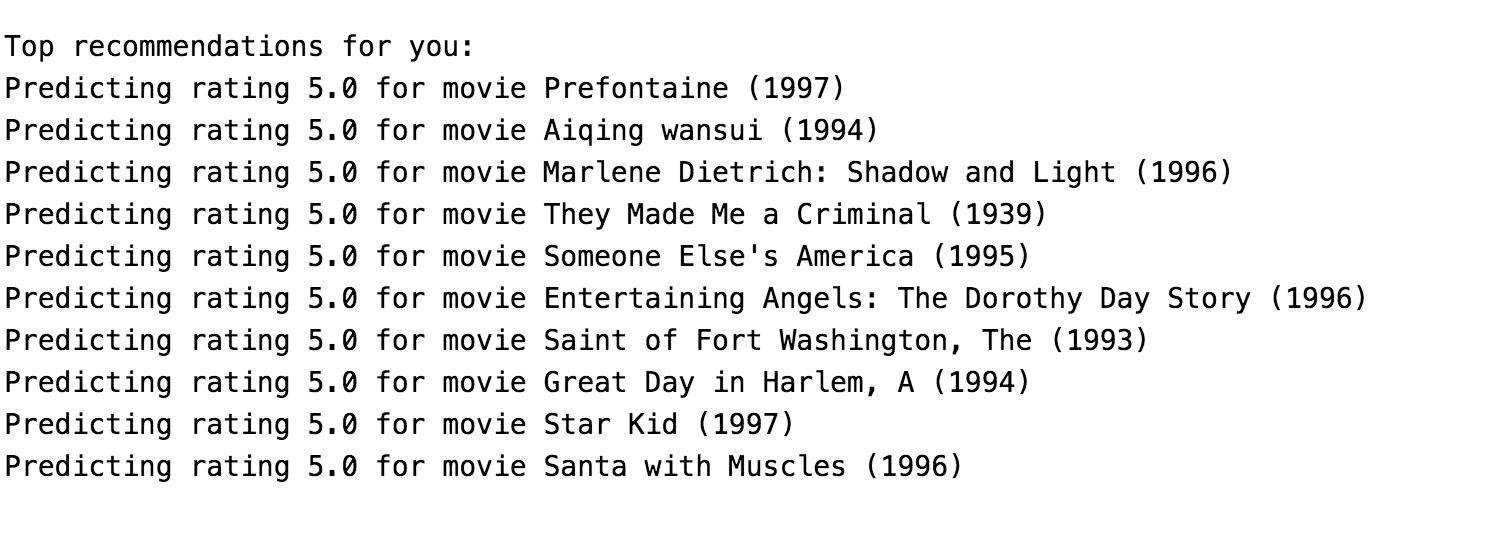 Top recommendations for you:
Predicting rating 5.0 for movie Prefontaine (1997)
Predicting rating 5.0 for movie Aiqing wansui (1994)
Predicting rating 5.0 for movie Marlene Dietrich: Shadow and Light (1996)
Predicting rating 5.0 for movie They Made Me a Criminal (1939)
Predicting rating 5.0 for movie Someone Else's America (1995)
Predicting rating 5.0 for movie Entertaining Angels: The Dorothy Day Story (1996)
Predicting rating 5.0 for movie Saint of Fort Washington, The (1993)
Predicting rating 5.0 for movie Great Day in Harlem, A (1994)
Predicting rating 5.0 for movie Star Kid (1997)
Predicting rating 5.0 for movie Santa with Muscles (1996)